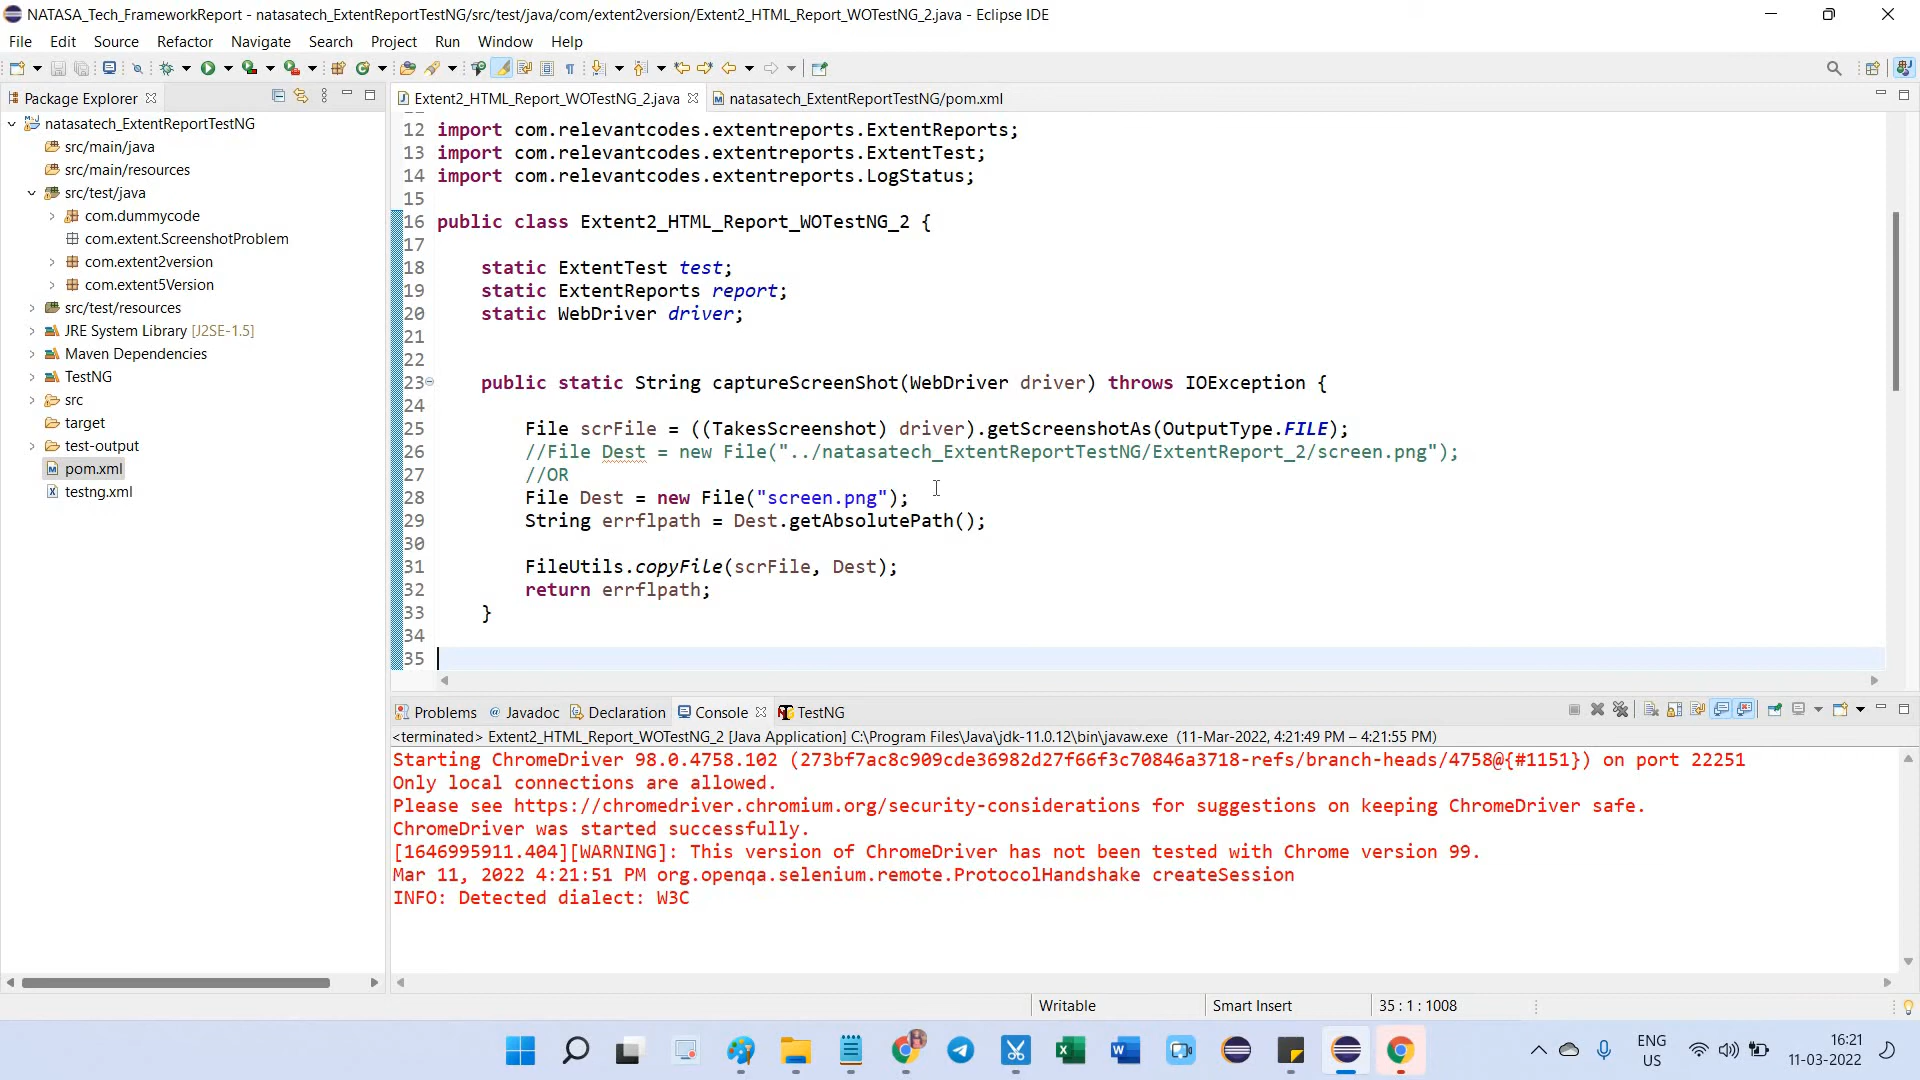 NATASA_Tech_FrameworkReport - natasatech_ExtentReportTestNG/src/test/java/com/extent2version/Extent2_HTML_Report_WOTestNG_2.java - Eclipse IDE
File Edit Source Refactor Navigate Search Project Run Window Help
Package Explorer
natasatech_ExtentReportTestNG
src/main/java
src/main/resources
src/test/java
com.dummycode
com.extent.ScreenshotProblem
com.extent2version
com.extent5Version
src/test/resources
JRE System Library [J2SE-1.5]
Maven Dependencies
TestNG
src
target
test-output
pom.xml
testng.xml
Extent2_HTML_Report_WOTestNG_2.java natasatech_ExtentReportTestNG/pom.xml
12 import com.relevantcodes.extentreports.ExtentReports;
13 import com.relevantcodes.extentreports.ExtentTest;
14 import com.relevantcodes.extentreports.LogStatus;
15
16 public class Extent2_HTML_Report_WOTestNG_2 {
17
18 static ExtentTest test;
19 static ExtentReports report;
20 static WebDriver driver;
21
22
23 public static String captureScreenShot(WebDriver driver) throws IOException {
24
25 File scrFile = ((TakesScreenshot) driver).getScreenshotAs(OutputType.FILE);
26 //File Dest = new File("../natasatech_ExtentReportTestNG/ExtentReport_2/screen.png");
27 //OR
28 File Dest = new File("screen.png");
29 String errflpath = Dest.getAbsolutePath();
30
31 FileUtils.copyFile(scrFile, Dest);
32 return errflpath;
33 }
34
35
Problems Javadoc Declaration Console TestNG
<terminated> Extent2_HTML_Report_WOTestNG_2 [Java Application] C:\Program Files\Java\jdk-11.0.12\bin\javaw.exe (11-Mar-2022, 4:21:49 PM – 4:21:55 PM)
Starting ChromeDriver 98.0.4758.102 (273bf7ac8c909cde36982d27f66f3c70846a3718-refs/branch-heads/4758@{#1151}) on port 22251
Only local connections are allowed.
Please see https://chromedriver.chromium.org/security-considerations for suggestions on keeping ChromeDriver safe.
ChromeDriver was started successfully.
[1646995911.404][WARNING]: This version of ChromeDriver has not been tested with Chrome version 99.
Mar 11, 2022 4:21:51 PM org.openqa.selenium.remote.ProtocolHandshake createSession
INFO: Detected dialect: W3C
Writable Smart Insert 35 : 1 : 1008
ENG
US
16:21
11-03-2022